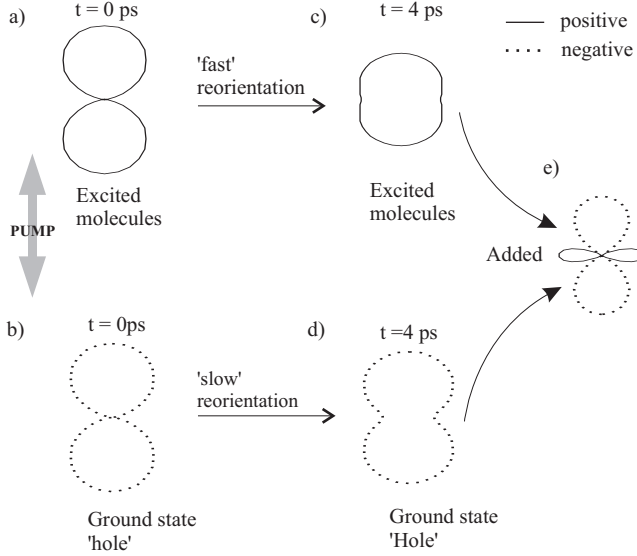 a)
t = 0 ps
c)
t = 4 ps
positive
negative
'fast'
reorientation
Excited
molecules
Excited
molecules
e)
PUMP
Added
b)
t = 0ps
d)
t =4 ps
'slow'
reorientation
Ground state
'hole'
Ground state
'Hole'